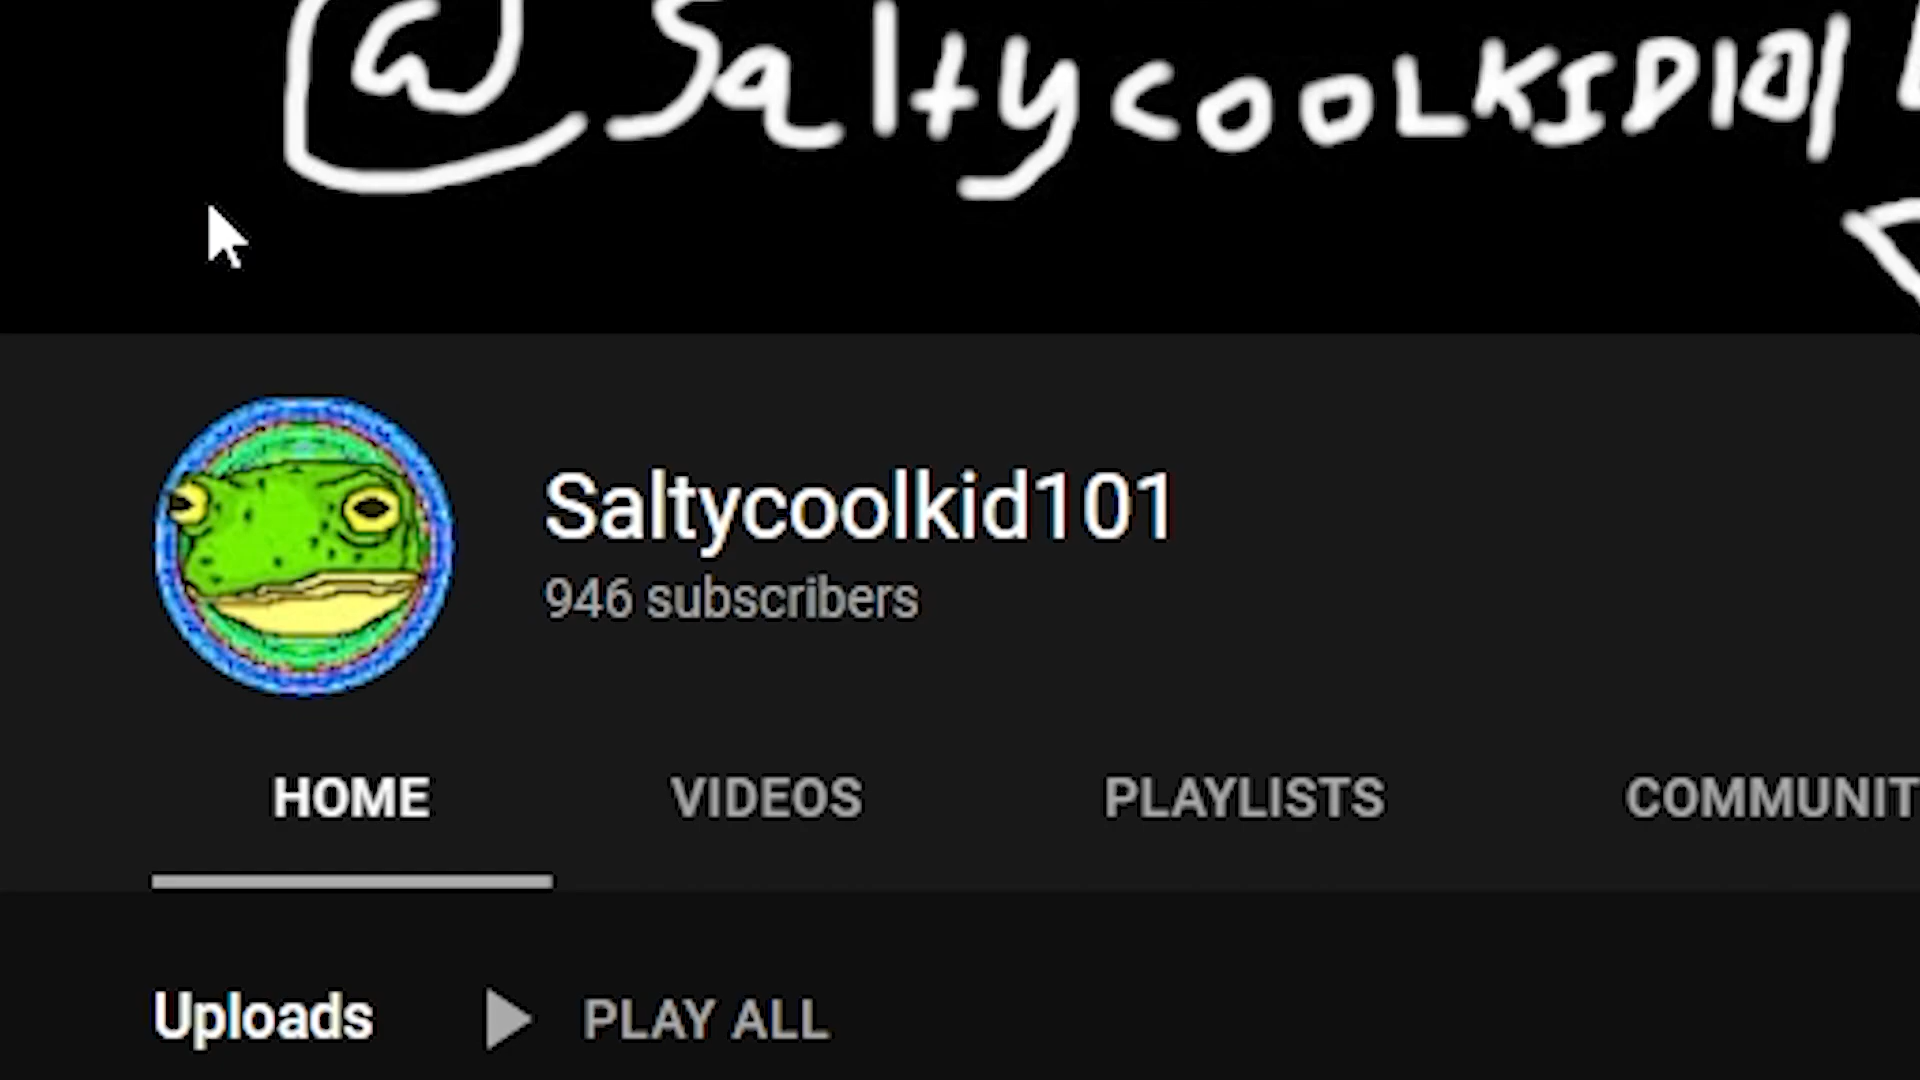 @SaltycooLKID101
Saltycoolkid101
946 subscribers
HOME VIDEOS PLAYLISTS COMMUNIT
Uploads PLAY ALL